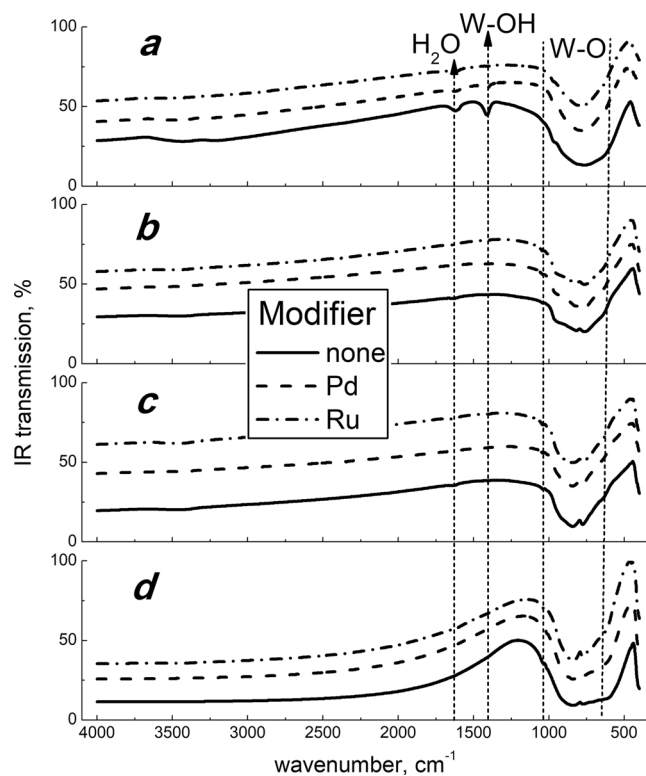 W-OH
H₂O
W-O
a
100
50
0
b
100
50
0
Modifier
none
Pd
Ru
c
100
50
0
d
100
50
0
IR transmission, %
4000 3500 3000 2500 2000 1500 1000 500
wavenumber, cm⁻¹